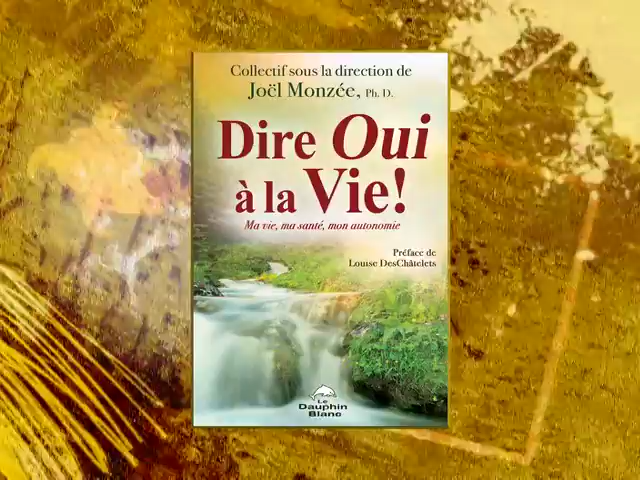 Collectif sous la direction de
Joël Monzée, Ph. D.
Dire Oui
à la Vie!
Ma vie, ma santé, mon autonomie
Préface de
Louise DesChâtelets
Le
Dauphin
Blanc